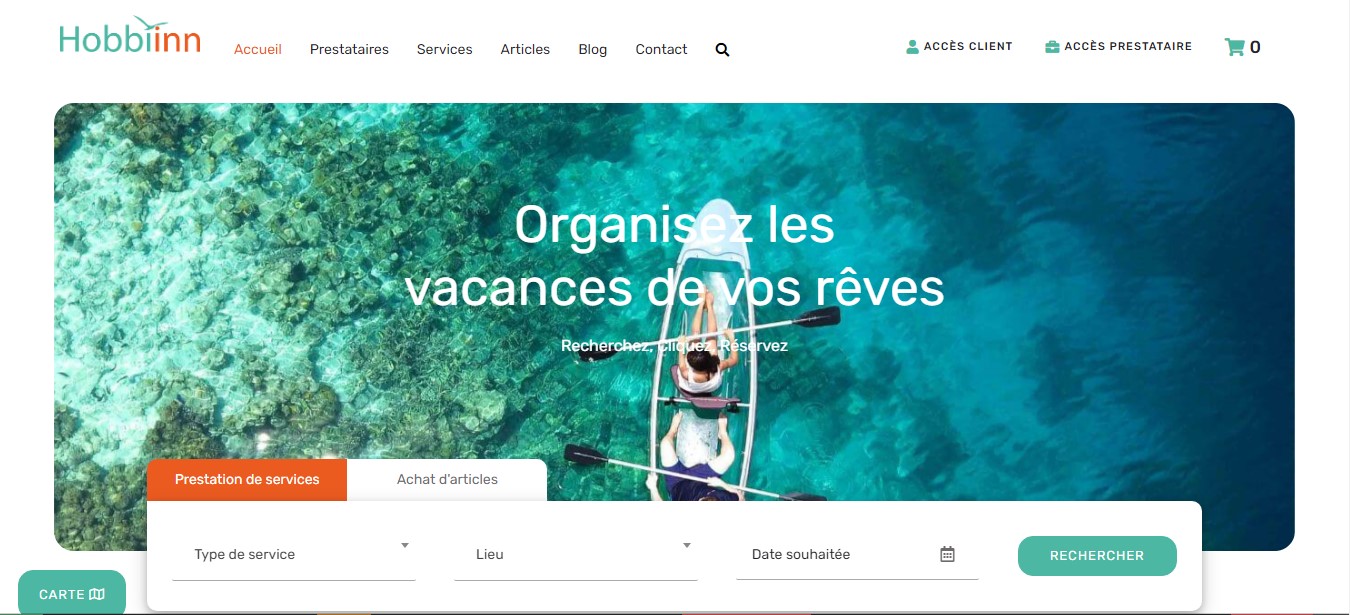 Hobbiinn
Accueil Prestataires Services Articles Blog Contact
ACCÈS CLIENT ACCÈS PRESTATAIRE 0
Organisez les
vacances de vos rêves
Recherchez, Cliquez, Réservez
Prestation de services Achat d'articles
Type de service Lieu Date souhaitée RECHERCHER
CARTE